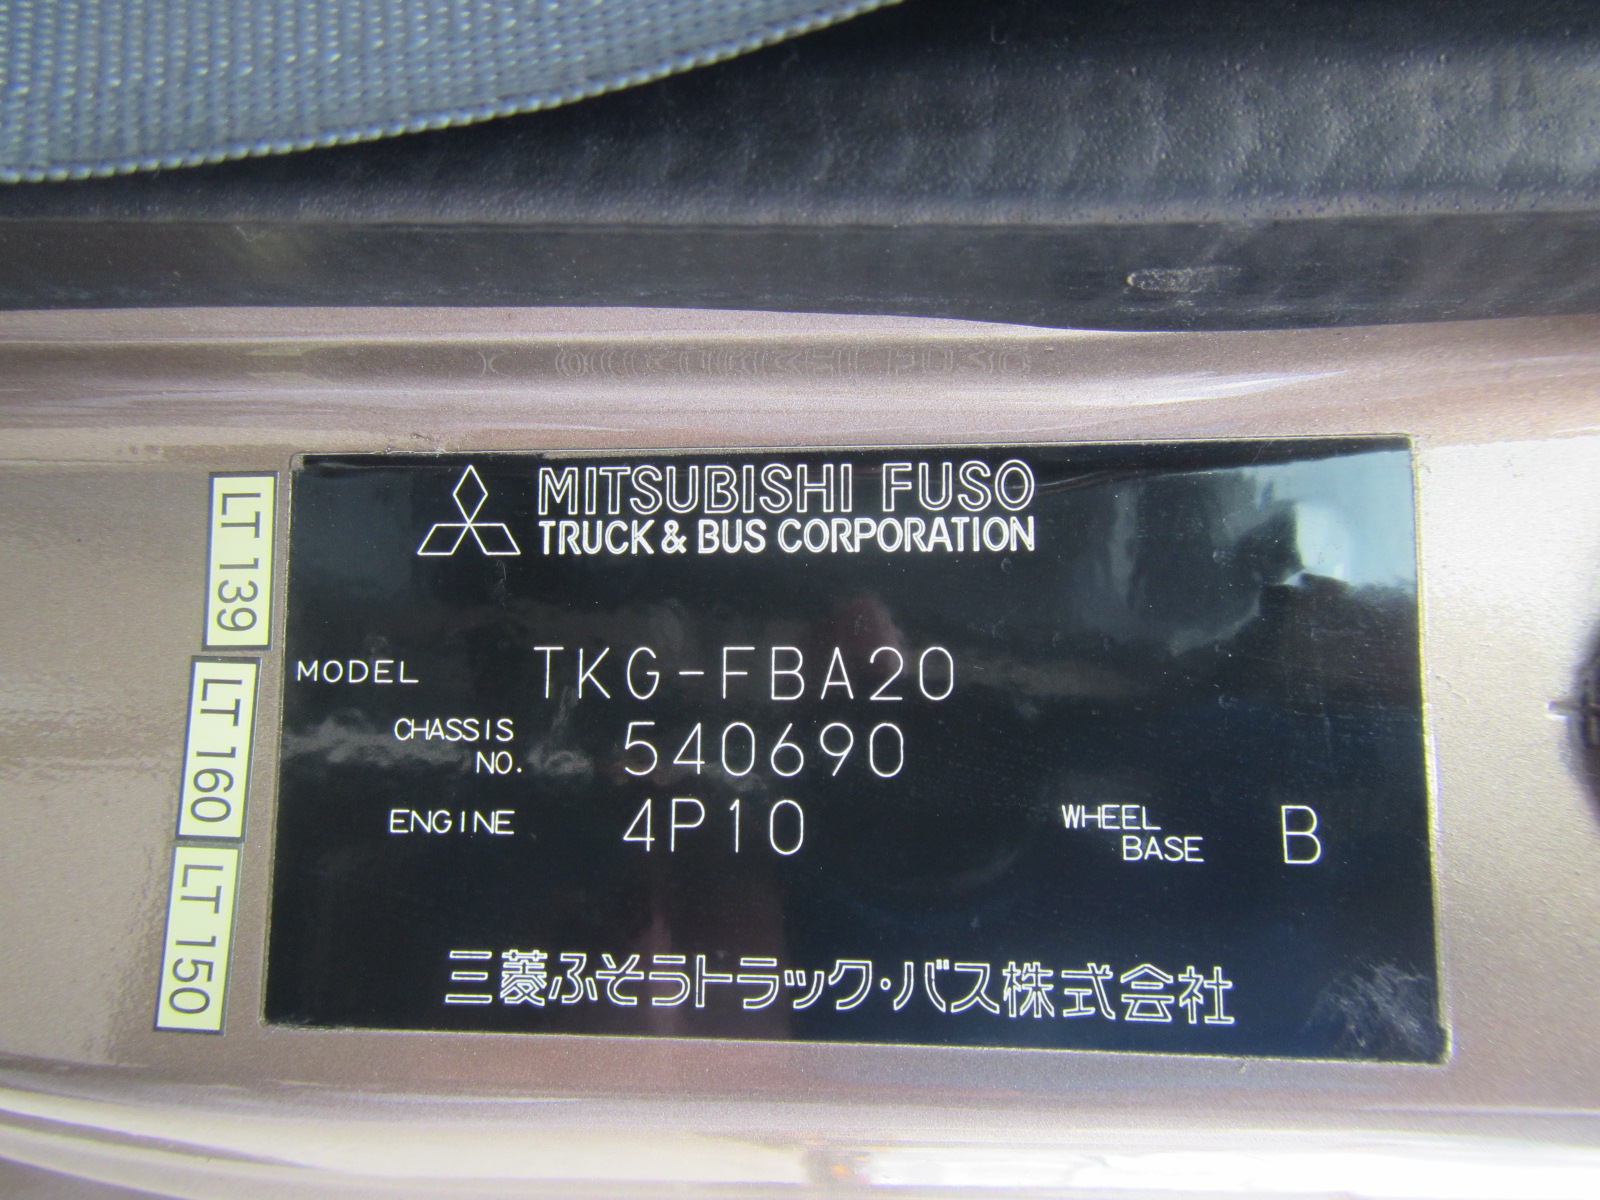 MITSUBISHI FUSO
TRUCK & BUS CORPORATION
MODEL TKG-FBA20
CHASSIS NO. 540690
ENGINE 4P10
WHEEL BASE B
三菱ふそうトラック・バス株式会社
LT 139
LT 160
LT 150